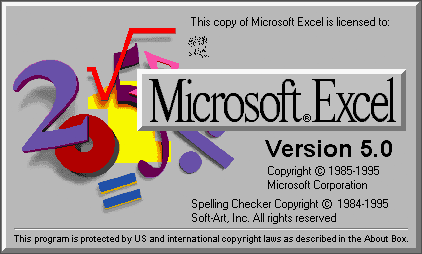 This copy of Microsoft Excel is licensed to:
Microsoft® Excel
Version 5.0
Copyright © 1985-1995
Microsoft Corporation
Spelling Checker Copyright © 1984-1995
Soft-Art, Inc. All rights reserved
This program is protected by US and international copyright laws as described in the About Box.